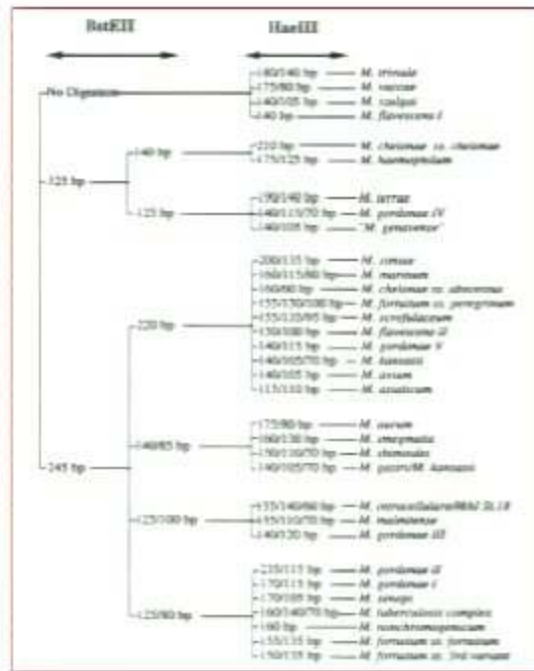 BstEII HaeIII
No Digestion
180/140 bp M. triviale
175/80 bp M. vaccae
140/105 bp M. szulgai
140 bp M. flavescens I
325 bp
140 bp
210 bp M. chelonae ss. chelonae
175/125 bp M. haemophilum
125 bp
190/140 bp M. terrae
140/115/70 bp M. gordonae IV
140/105 bp "M. genavense"
245 bp
220 bp
200/135 bp M. simiae
160/115/80 bp M. marinum
160/60 bp M. chelonae ss. abscessus
155/130/100 bp M. fortuitum ss. peregrinum
155/120/95 bp M. scrofulaceum
150/100 bp M. flavescens II
140/115 bp M. gordonae V
140/105/70 bp M. kansasii
140/105 bp M. avium
115/110 bp M. asiaticum
140/85 bp
175/80 bp M. aurum
160/130 bp M. smegmatis
150/110/70 bp M. chimoidis
140/105/70 bp M. gastri/M. kansasii
125/100 bp
155/140/60 bp M. intracellulare
155/110/70 bp M. malmoense
140/120 bp M. gordonae III
125/80 bp
235/115 bp M. gordonae II
170/115 bp M. gordonae I
170/105 bp M. xenopi
160/140/70 bp M. tuberculosis complex
160 bp M. nonchromogenicum
155/135 bp M. fortuitum ss. fortuitum
150/135 bp M. fortuitum ss. 3rd variant